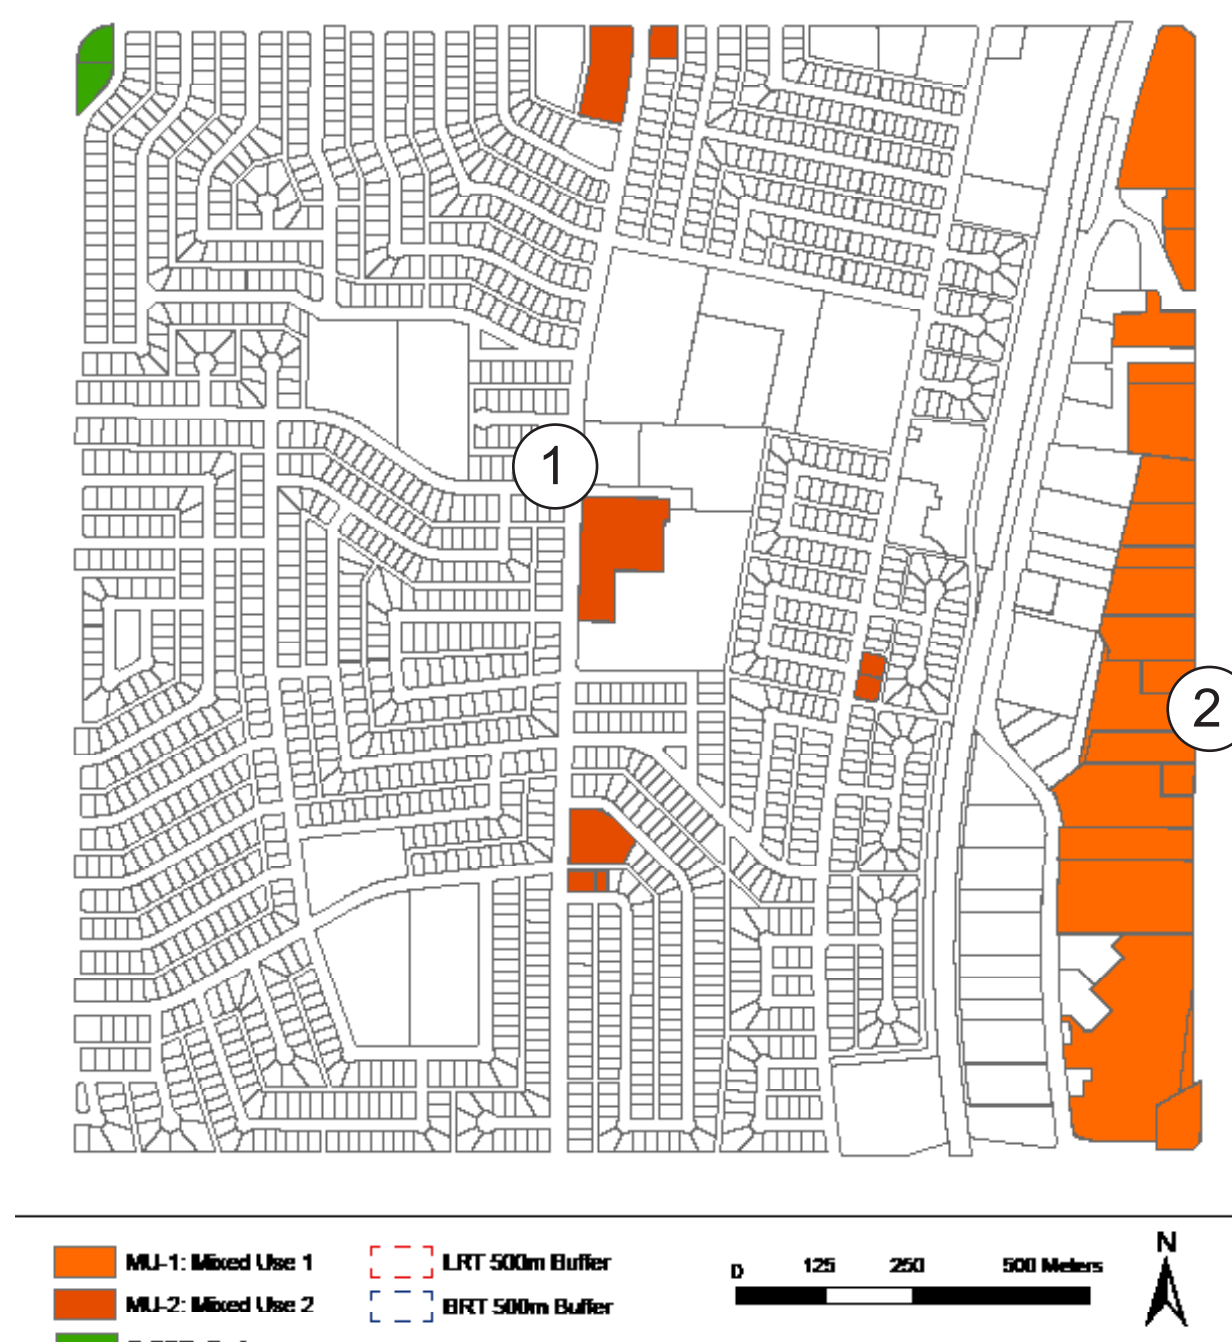 1
2
MU-1: Mixed Use 1
LRT 500m Buffer
0 125 250 500 Meters
N
MU-2: Mixed Use 2
BRT 500m Buffer